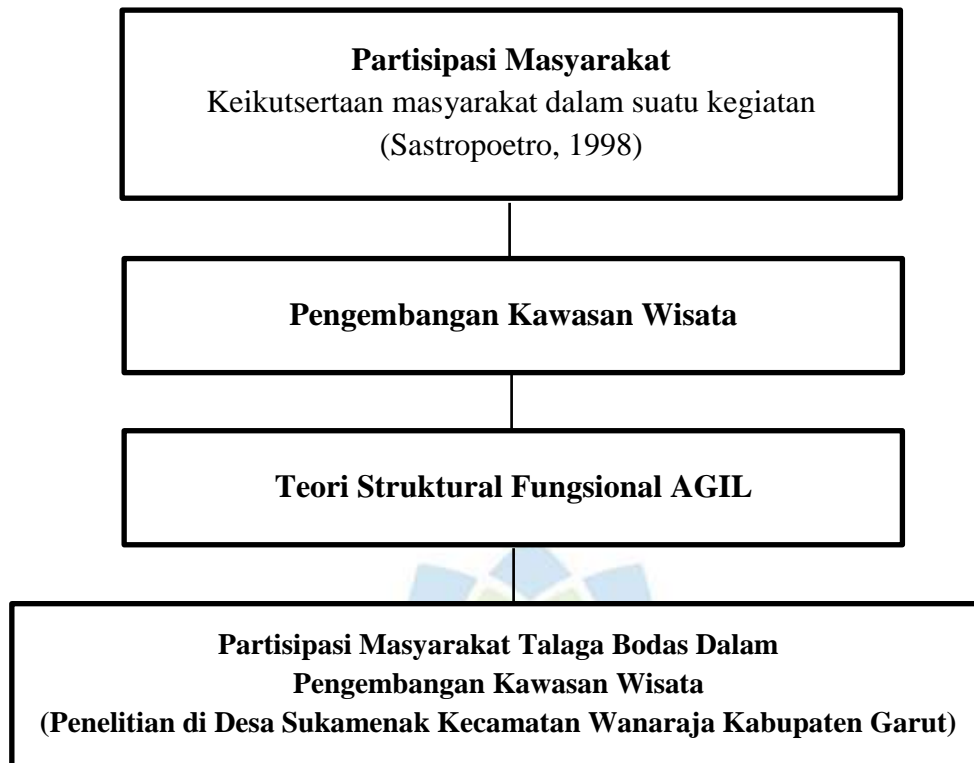 Partisipasi Masyarakat
Keikutsertaan masyarakat dalam suatu kegiatan
(Sastropoetro, 1998)
Pengembangan Kawasan Wisata
Teori Struktural Fungsional AGIL
Partisipasi Masyarakat Talaga Bodas Dalam
Pengembangan Kawasan Wisata
(Penelitian di Desa Sukamenak Kecamatan Wanaraja Kabupaten Garut)